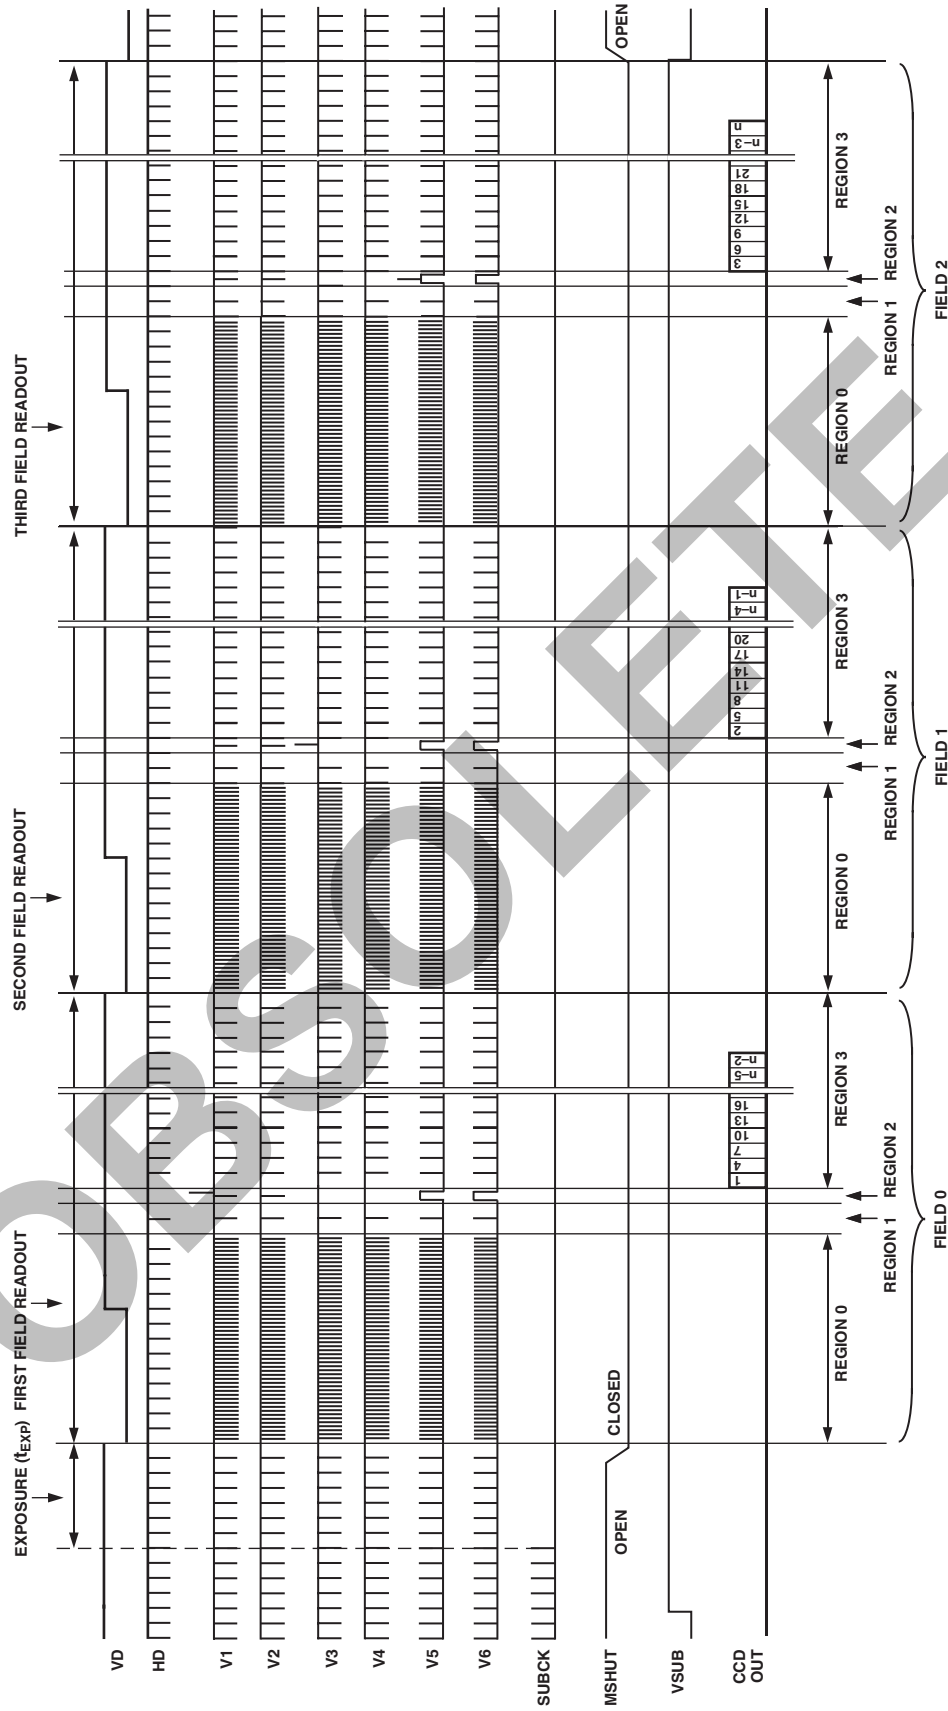 EXPOSURE (tEXP)
FIRST FIELD READOUT
SECOND FIELD READOUT
THIRD FIELD READOUT
VD
HD
V1
V2
V3
V4
V5
V6
SUBCK
MSHUT
OPEN
CLOSED
OPEN
VSUB
CCD
OUT
1
4
7
10
13
16
n–5
n–2
2
5
8
11
14
17
20
n–4
n–1
3
6
9
12
15
18
21
n–3
n
REGION 0
REGION 1
REGION 2
REGION 3
FIELD 0
REGION 0
REGION 1
REGION 2
REGION 3
FIELD 1
REGION 0
REGION 1
REGION 2
REGION 3
FIELD 2
OBSOLETE